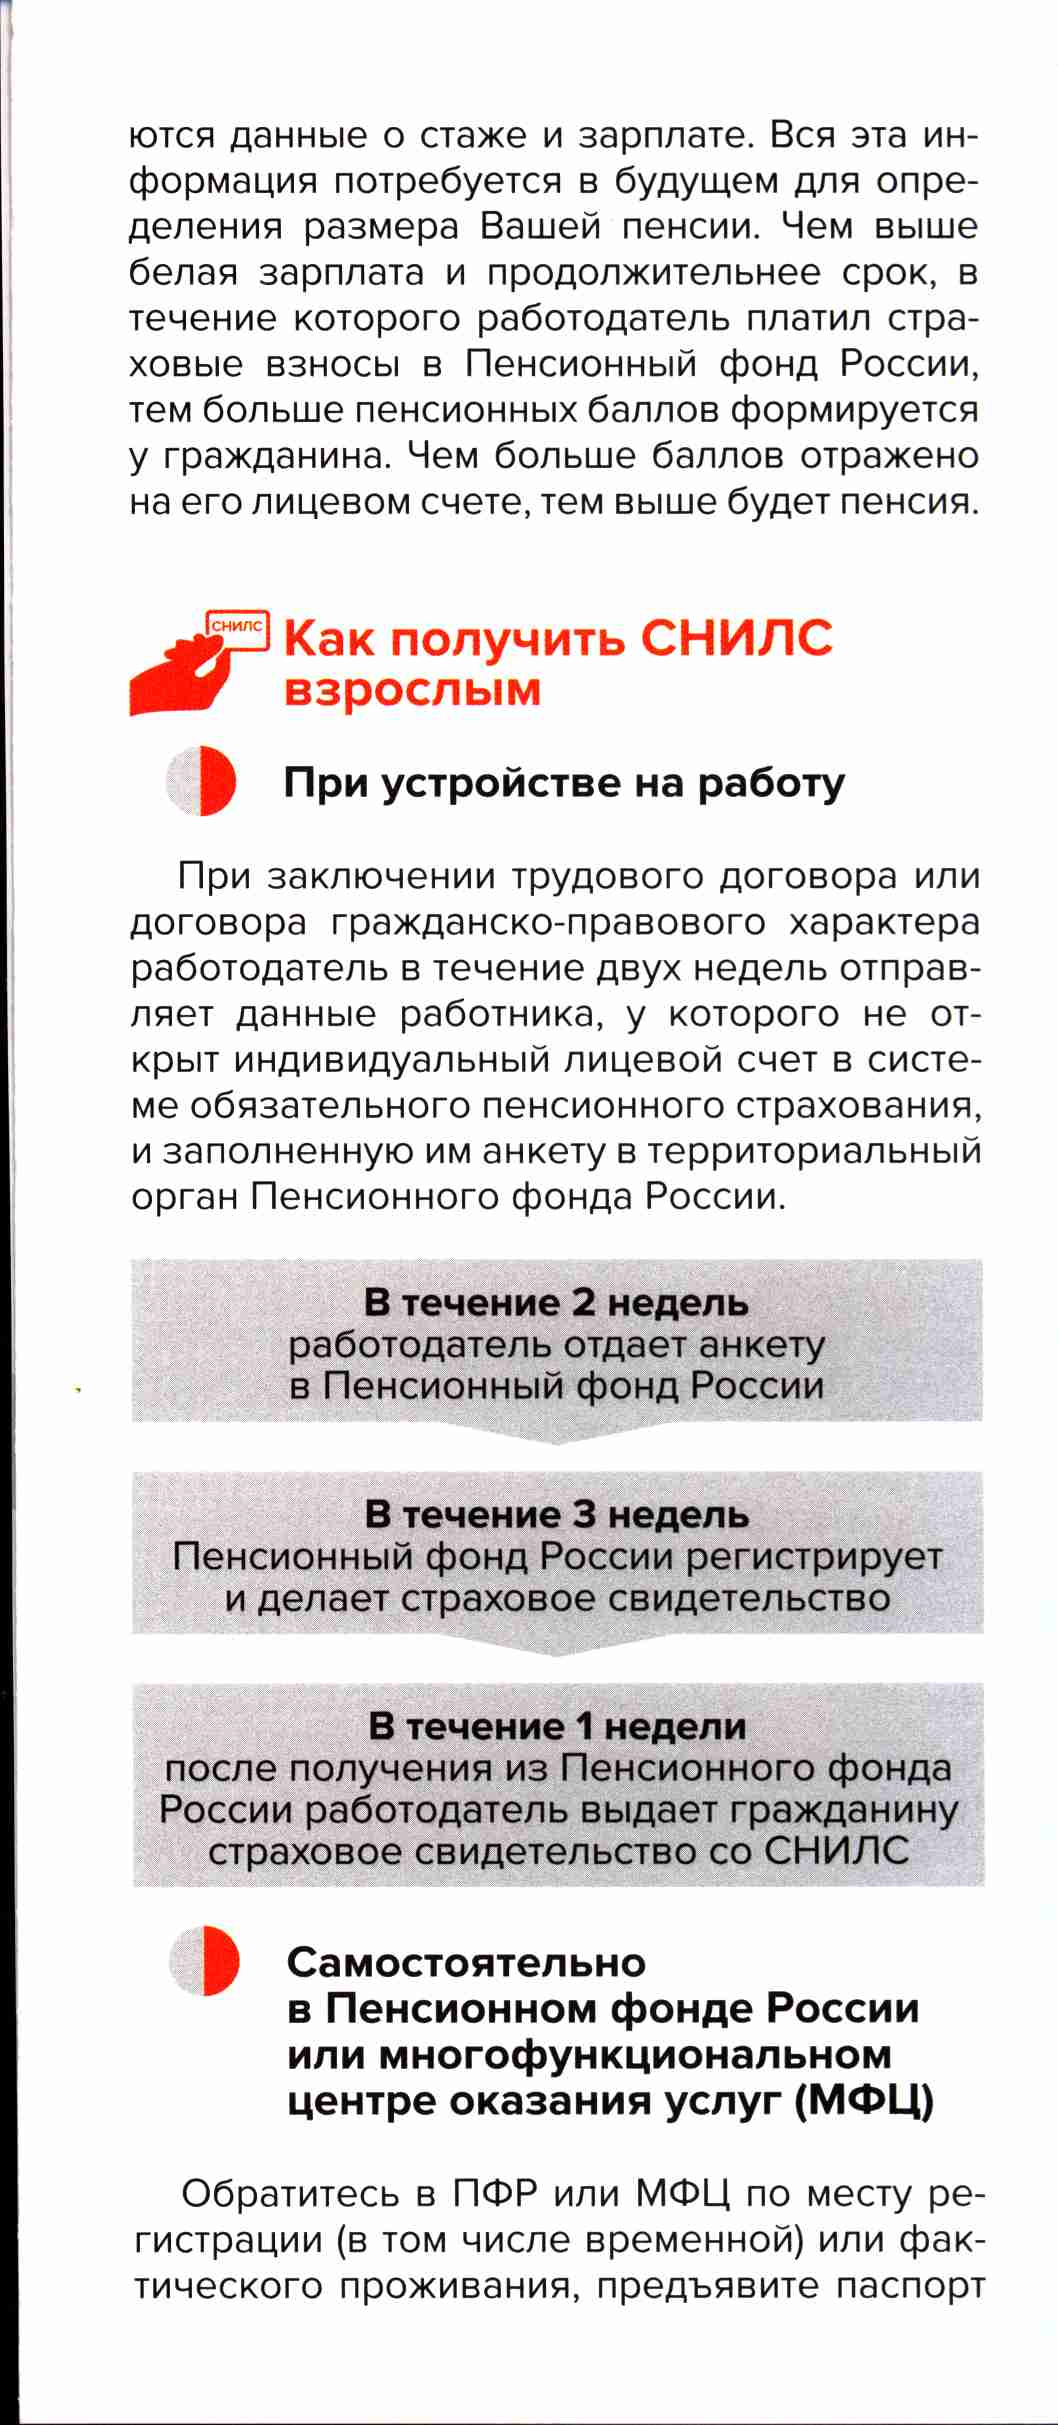 ются данные о стаже и зарплате. Вся эта ин-
формация потребуется в будущем для опре-
деления размера Вашей пенсии. Чем выше
белая зарплата и продолжительнее срок, в
течение которого работодатель платил стра-
ховые взносы в Пенсионный фонд России,
тем больше пенсионных баллов формируется
у гражданина. Чем больше баллов отражено
на его лицевом счете, тем выше будет пенсия.
СНИЛС
Как получить СНИЛС
взрослым
При устройстве на работу
При заключении трудового договора или
договора гражданско-правового характера
работодатель в течение двух недель отправ-
ляет данные работника, у которого не от-
крыт индивидуальный лицевой счет в систе-
ме обязательного пенсионного страхования,
и заполненную им анкету в территориальный
орган Пенсионного фонда России.
В течение 2 недель
работодатель отдает анкету
в Пенсионный фонд России
В течение 3 недель
Пенсионный фонд России регистрирует
и делает страховое свидетельство
В течение 1 недели
после получения из Пенсионного фонда
России работодатель выдает гражданину
страховое свидетельство со СНИЛС
Самостоятельно
в Пенсионном фонде России
или многофункциональном
центре оказания услуг (МФЦ)
Обратитесь в ПФР или МФЦ по месту ре-
гистрации (в том числе временной) или фак-
тического проживания, предъявите паспорт